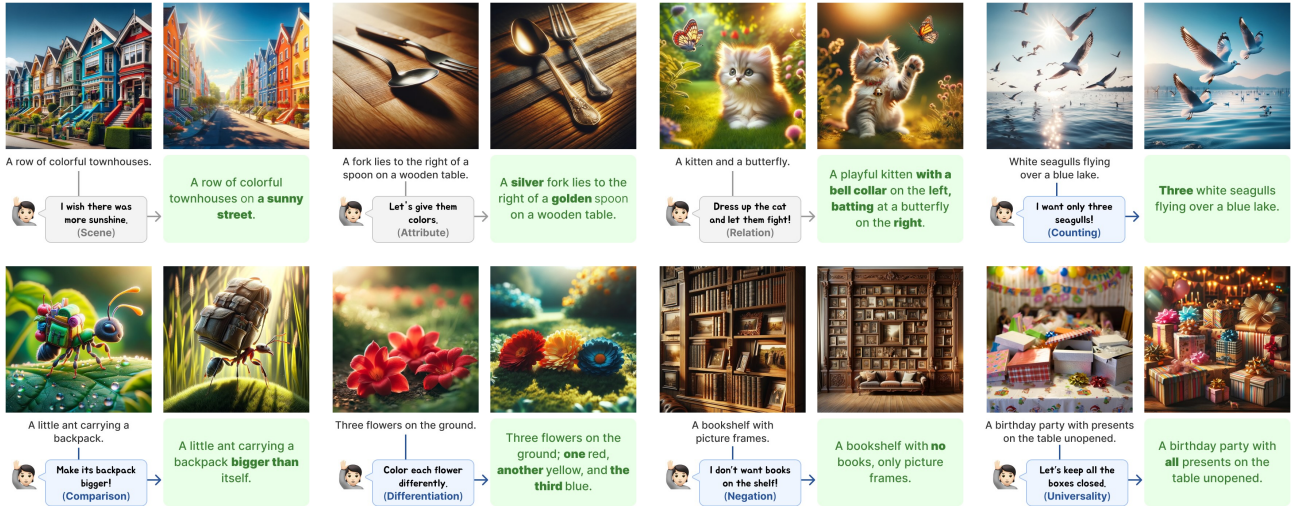 A row of colorful townhouses.
I wish there was
more sunshine.
(Scene)
A row of colorful
townhouses on a sunny
street.
A fork lies to the right of a
spoon on a wooden table.
Let's give them
colors.
(Attribute)
A silver fork lies to the
right of a golden spoon
on a wooden table.
A kitten and a butterfly.
Dress up the cat
and let them fight!
(Relation)
A playful kitten with a
bell collar on the left,
batting at a butterfly
on the right.
White seagulls flying
over a blue lake.
I want only three
seagulls!
(Counting)
Three white seagulls
flying over a blue lake.
A little ant carrying a
backpack.
Make its backpack
bigger!
(Comparison)
A little ant carrying a
backpack bigger than
itself.
Three flowers on the ground.
Color each flower
differently.
(Differentiation)
Three flowers on the
ground; one red,
another yellow, and the
third blue.
A bookshelf with
picture frames.
I don't want books
on the shelf!
(Negation)
A bookshelf with no
books, only picture
frames.
A birthday party with presents
on the table unopened.
Let's keep all the
boxes closed.
(Universality)
A birthday party with
all presents on the
table unopened.